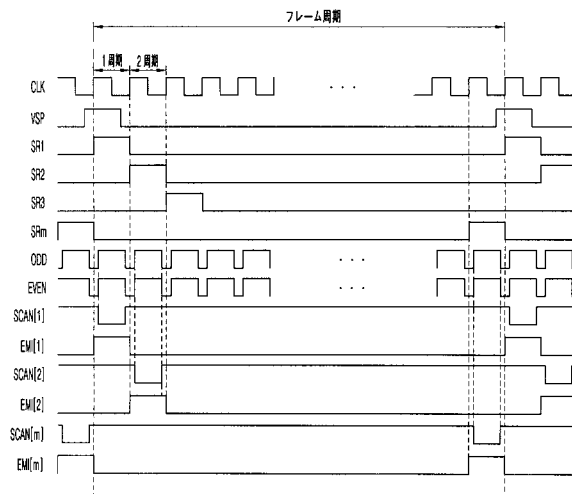 フレーム周期
1 周期
2 周期
CLK
VSP
SR1
SR2
SR3
SRm
ODD
EVEN
SCAN[1]
EMI[1]
SCAN[2]
EMI[2]
SCAN[m]
EMI[m]